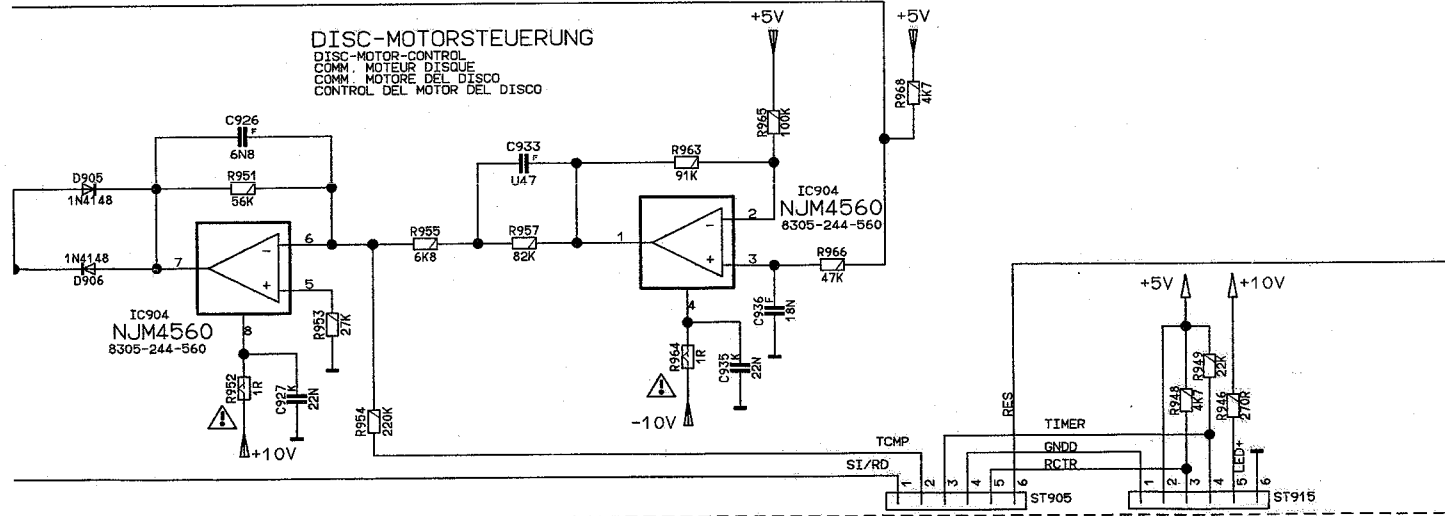 DISC-MOTORSTEUERUNG
DISC-MOTOR-CONTROL
COMM. MOTEUR DISQUE
COMM. MOTORE DEL DISCO
CONTROL DEL MOTOR DEL DISCO
+5V
+5V
R968
4K7
R965
100K
C926
F
6N8
C933
F
U47
R963
91K
D905
1N4148
R951
56K
IC904
NJM4560
8305-244-560
2
-
6
-
R955
6K8
R957
82K
1
1N4148
D906
7
3
+
R966
47K
5
+
+5V
+10V
IC904
NJM4560
8305-244-560
8
R953
27K
4
C936
F
18N
R952
1R
C927
K
22N
R964
1R
C935
K
22N
R949
22K
R948
4K7
R946
270R
R954
220K
-10V
+10V
RES
TIMER
TCMP
GNDD
SI/RD
RCTR
LED+
1 2 3 4 5 6
ST905
1 2 3 4 5 6
ST915